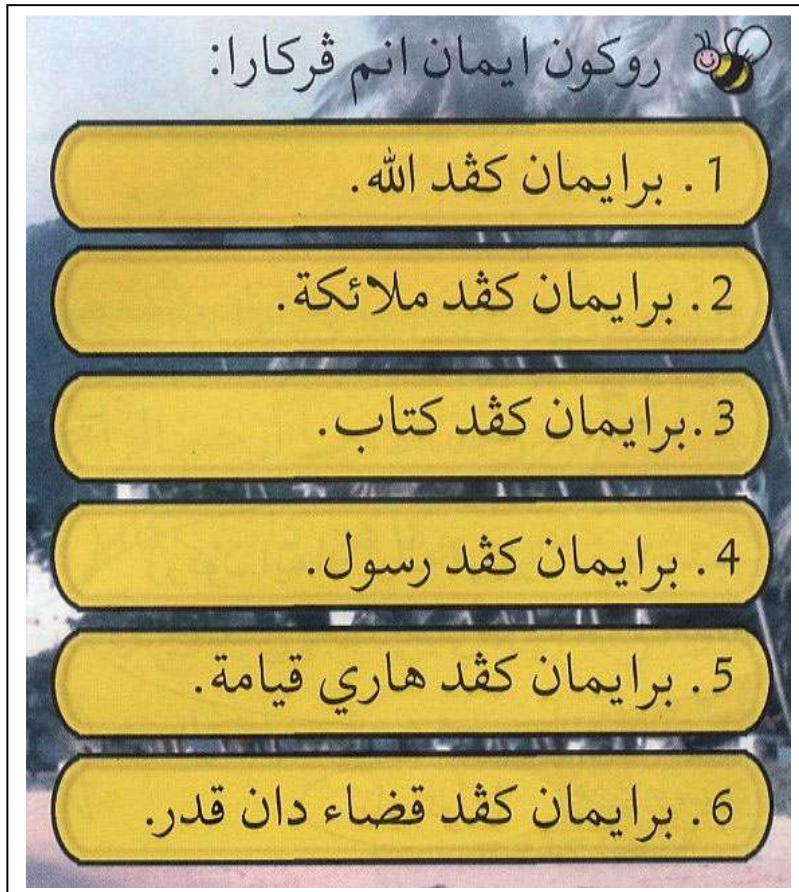 روكون ايمان انم ڤركارا:
1. برايمان كڤد الله.
2. برايمان كڤد ملائكة.
3.برايمان كڤد كتاب.
4. برايمان كڤد رسول.
5. برايمان كڤد هاري قيامة.
6. برايمان كڤد قضاء دان قدر.